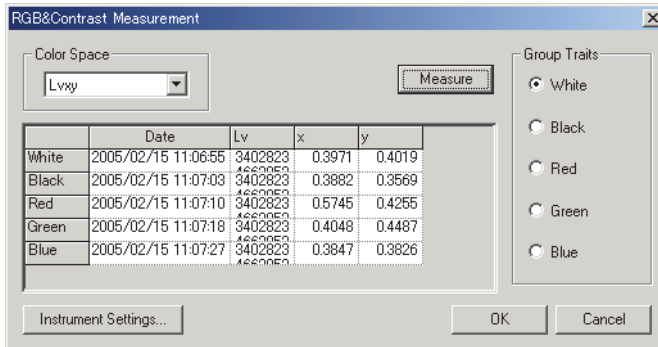 RGB&Contrast Measurement
Color Space
Lvxy
Measure
Group Traits
White
Black
Red
Green
Blue
Date Lv x y
White 2005/02/15 11:06:55 3402823 0.3971 0.4019
Black 2005/02/15 11:07:03 3402823 0.3882 0.3569
Red 2005/02/15 11:07:10 3402823 0.5745 0.4255
Green 2005/02/15 11:07:18 3402823 0.4048 0.4487
Blue 2005/02/15 11:07:27 3402823 0.3847 0.3826
Instrument Settings...
OK
Cancel